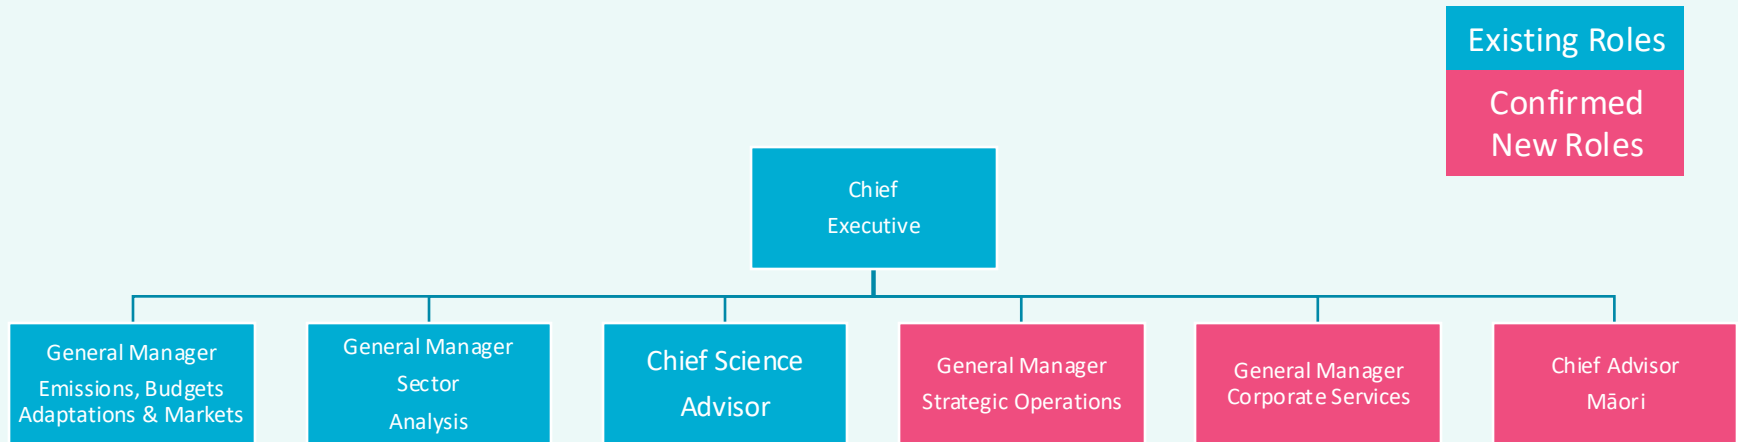 Existing Roles
Confirmed
New Roles
Chief
Executive
General Manager
Emissions, Budgets
Adaptations & Markets
General Manager
Sector
Analysis
Chief Science
Advisor
General Manager
Strategic Operations
General Manager
Corporate Services
Chief Advisor
Māori